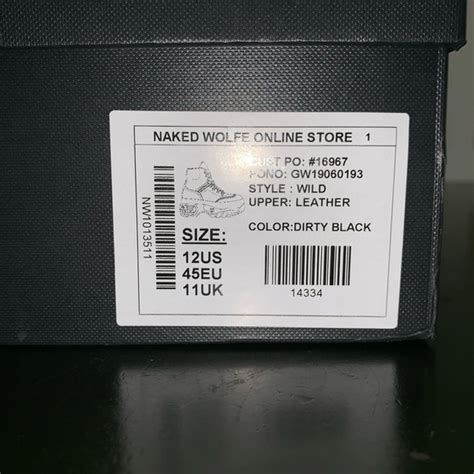 NAKED WOLFE ONLINE STORE 1
CUST PO: #16967
PONO: GW19060193
STYLE : WILD
UPPER: LEATHER
COLOR:DIRTY BLACK
SIZE:
12US
45EU
11UK
14334
NW1013511